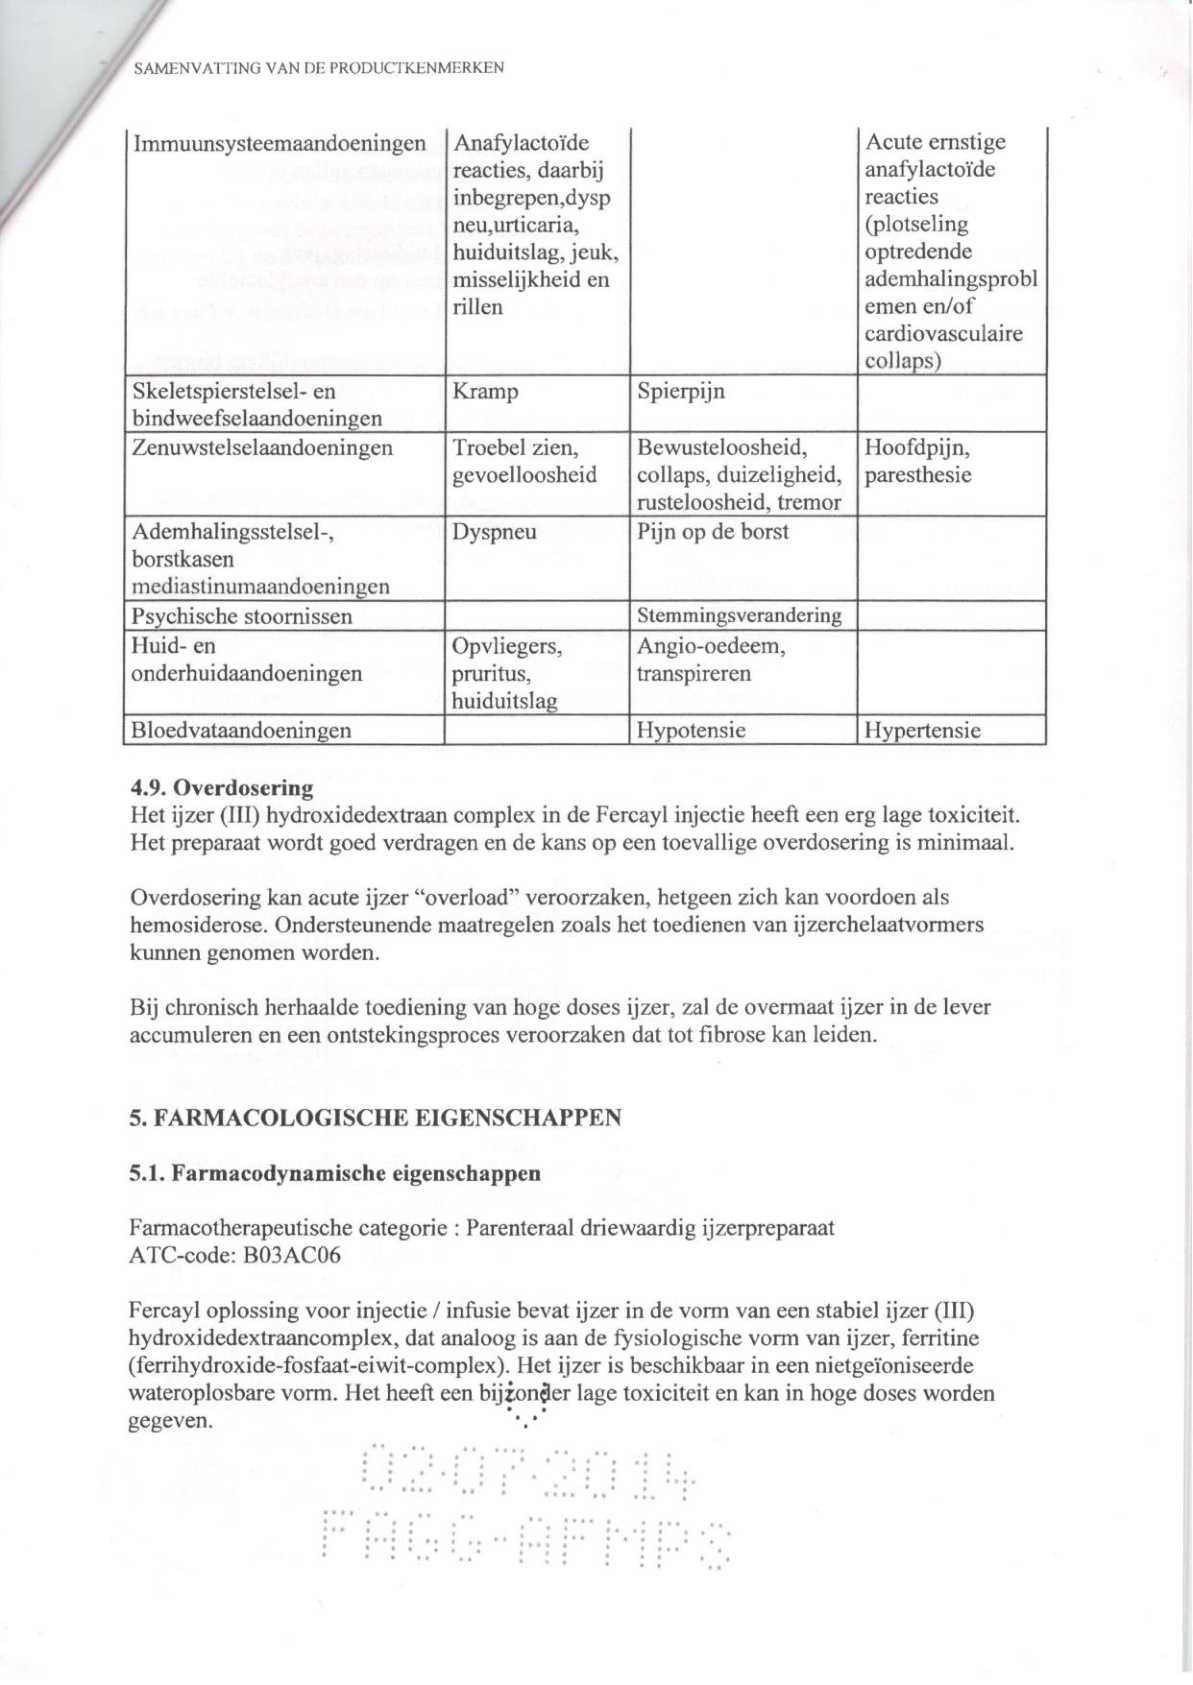 SAMENVATTING VAN DE PRODUCTKENMERKEN
Immuunsysteemaandoeningen
Anafylactoïde
reacties, daarbij
inbegrepen,dysp
neu,urticaria,
huiduitslag, jeuk,
misselijkheid en
rillen
Acute ernstige
anafylactoïde
reacties
(plotseling
optredende
ademhalingsprobl
emen en/of
cardiovasculaire
collaps)
Skeletspierstelsel- en
bindweefselaandoeningen
Kramp
Spierpijn
Zenuwstelselaandoeningen
Troebel zien,
gevoelloosheid
Bewusteloosheid,
collaps, duizeligheid,
rusteloosheid, tremor
Hoofdpijn,
paresthesie
Ademhalingsstelsel-,
borstkasen
mediastinumaandoeningen
Dyspneu
Pijn op de borst
Psychische stoornissen
Stemmingsverandering
Huid- en
onderhuidaandoeningen
Opvliegers,
pruritus,
huiduitslag
Angio-oedeem,
transpireren
Bloedvataandoeningen
Hypotensie
Hypertensie
4.9. Overdosering
Het ijzer (III) hydroxidedextraan complex in de Fercayl injectie heeft een erg lage toxiciteit.
Het preparaat wordt goed verdragen en de kans op een toevallige overdosering is minimaal.
Overdosering kan acute ijzer “overload” veroorzaken, hetgeen zich kan voordoen als
hemosiderose. Ondersteunende maatregelen zoals het toedienen van ijzerchelaatvormers
kunnen genomen worden.
Bij chronisch herhaalde toediening van hoge doses ijzer, zal de overmaat ijzer in de lever
accumuleren en een ontstekingsproces veroorzaken dat tot fibrose kan leiden.
5. FARMACOLOGISCHE EIGENSCHAPPEN
5.1. Farmacodynamische eigenschappen
Farmacotherapeutische categorie : Parenteraal driewaardig ijzerpreparaat
ATC-code: B03AC06
Fercayl oplossing voor injectie / infusie bevat ijzer in de vorm van een stabiel ijzer (III)
hydroxidedextraancomplex, dat analoog is aan de fysiologische vorm van ijzer, ferritine
(ferrihydroxide-fosfaat-eiwit-complex). Het ijzer is beschikbaar in een nietgeïoniseerde
wateroplosbare vorm. Het heeft een bijzonder lage toxiciteit en kan in hoge doses worden
gegeven.
02·07·2014
FAGG-AFMPS